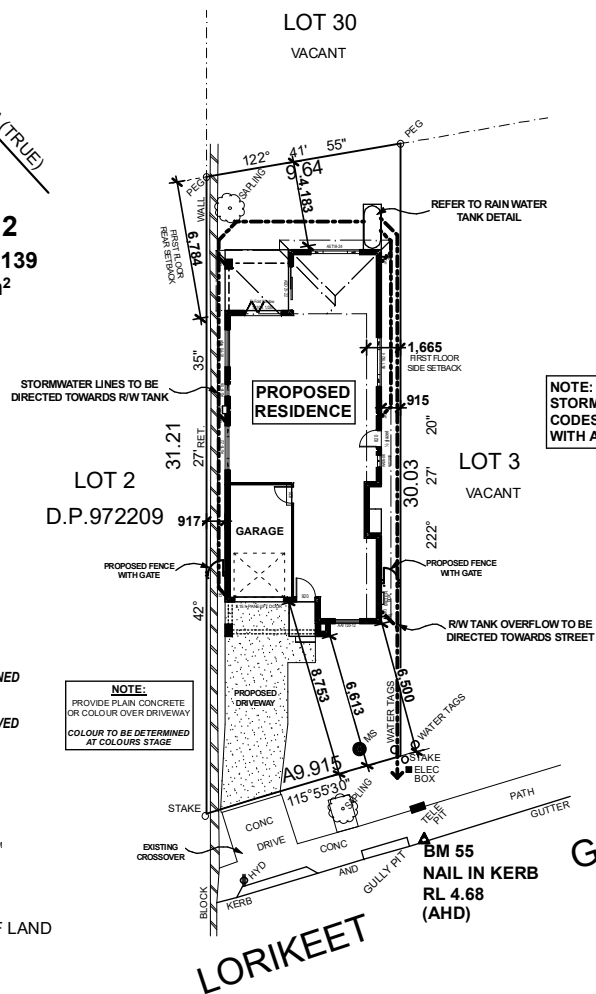 LOT 30
VACANT
(TRUE)
PEG
122° 41' 55"
9.64
PEG
SAPLING
4.183
WALL
REFER TO RAIN WATER
TANK DETAIL
2
139
6.784
FIRST FLOOR
REAR SETBACK
1,665
FIRST FLOOR
SIDE SETBACK
35"
STORMWATER LINES TO BE
DIRECTED TOWARDS R/W TANK
PROPOSED
RESIDENCE
915
NOTE:
STORM
CODES
WITH A
20"
31.21
27' RET.
LOT 2
D.P.972209
30.03
27'
LOT 3
VACANT
917
GARAGE
222°
PROPOSED FENCE
WITH GATE
PROPOSED FENCE
WITH GATE
820
42°
R/W TANK OVERFLOW TO BE
DIRECTED TOWARDS STREET
NED
VED
NOTE:
PROVIDE PLAIN CONCRETE
OR COLOUR OVER DRIVEWAY
COLOUR TO BE DETERMINED
AT COLOURS STAGE
PROPOSED
DRIVEWAY
8.753
6.613
6.500
WATER TAGS
WATER TAGS
MS
STAKE
ELEC
BOX
A9.915
115°55'30"
SAPLING
STAKE
CONC
DRIVE
CONC
TELE
PIT
PATH
GUTTER
EXISTING
CROSSOVER
HYD
AND
GULLY PIT
KERB
BLOCK
BM 55
NAIL IN KERB
RL 4.68
(AHD)
G
F LAND
LORIKEET